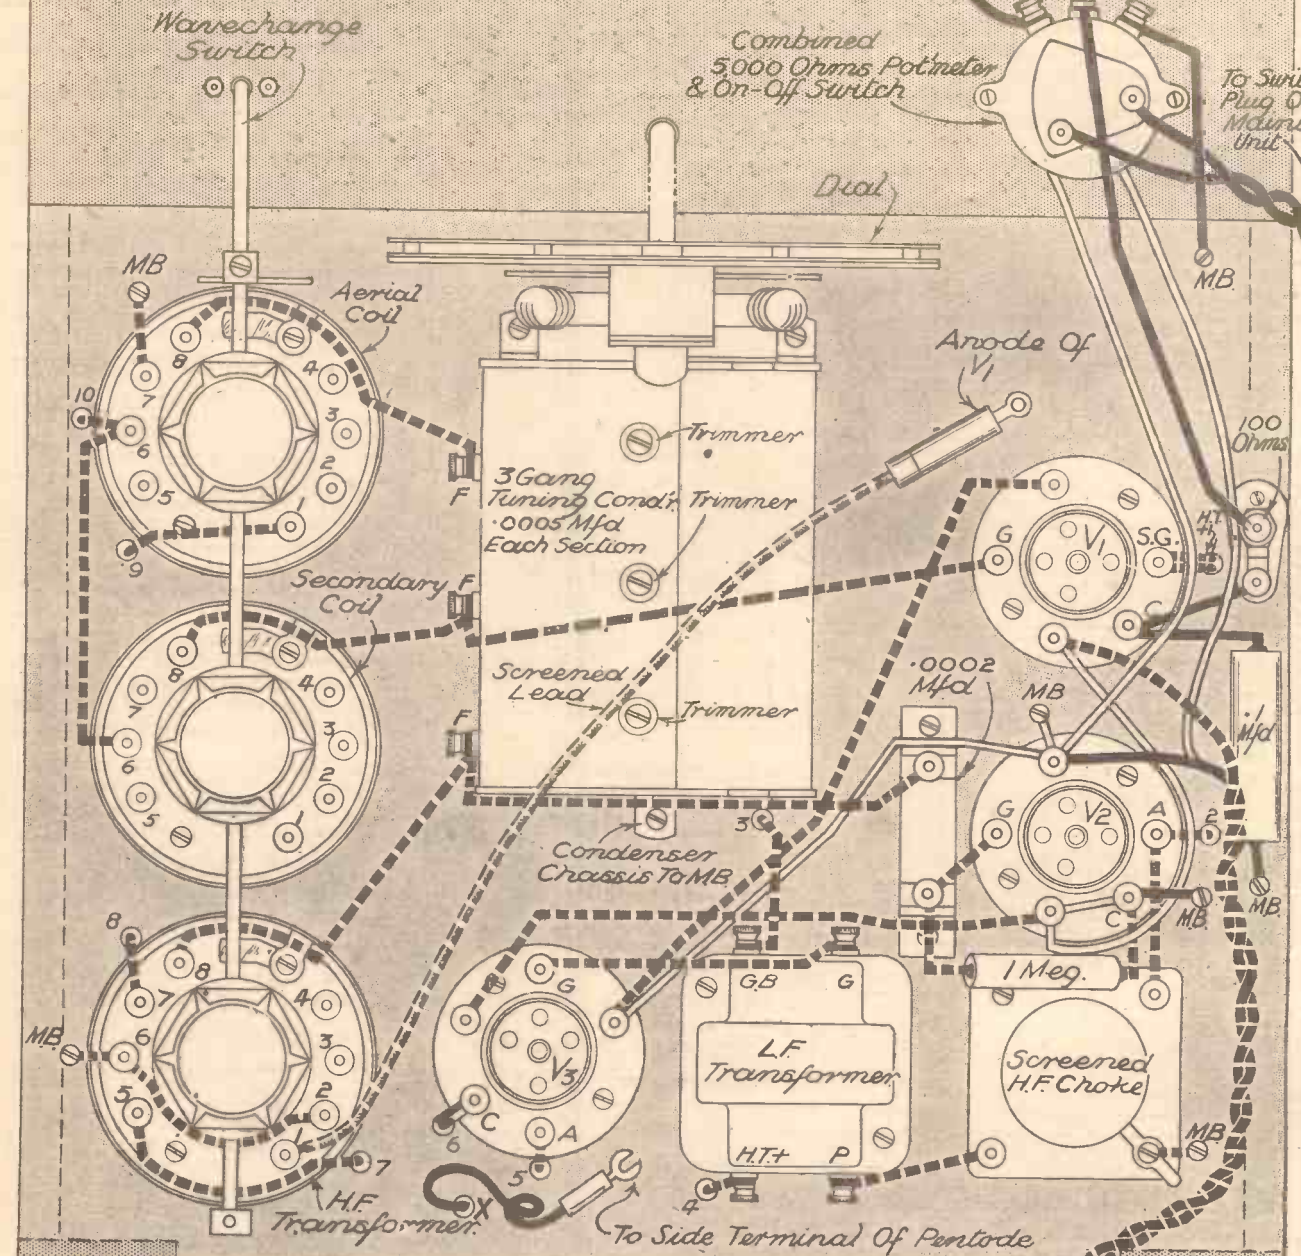 Wavechange
Switch
Combined
5000 Ohms Pot'meter
& On-Off Switch
Plug
Mains
Unit
Dial
MB
MB.
Aerial
Coil
Anode Of
V1
8
4
7
10
3
6
2
5
1
9
F
Trimmer
3 Gang
Tuning Cond'r.
.0005 Mfd
Each Section
Trimmer
100
Ohms
G
V1
S.G.
H.T.
C
Secondary
Coil
F
8
4
7
3
6
2
5
1
Screened
Lead
Trimmer
F
.0002
Mfd
MB
.1
Mfd
G
V2
A
2
3
Condenser
Chassis To MB
C
MB.
MB.
8
8
4
7
MB.
6
3
5
2
1
7
H.F.
Transformer.
G
V3
C
6
A
5
X
G.B
G
L.F.
Transformer
H.T.+
P
4
1 Meg.
Screened
H.F. Choke
MB
To Side Terminal Of Pentode